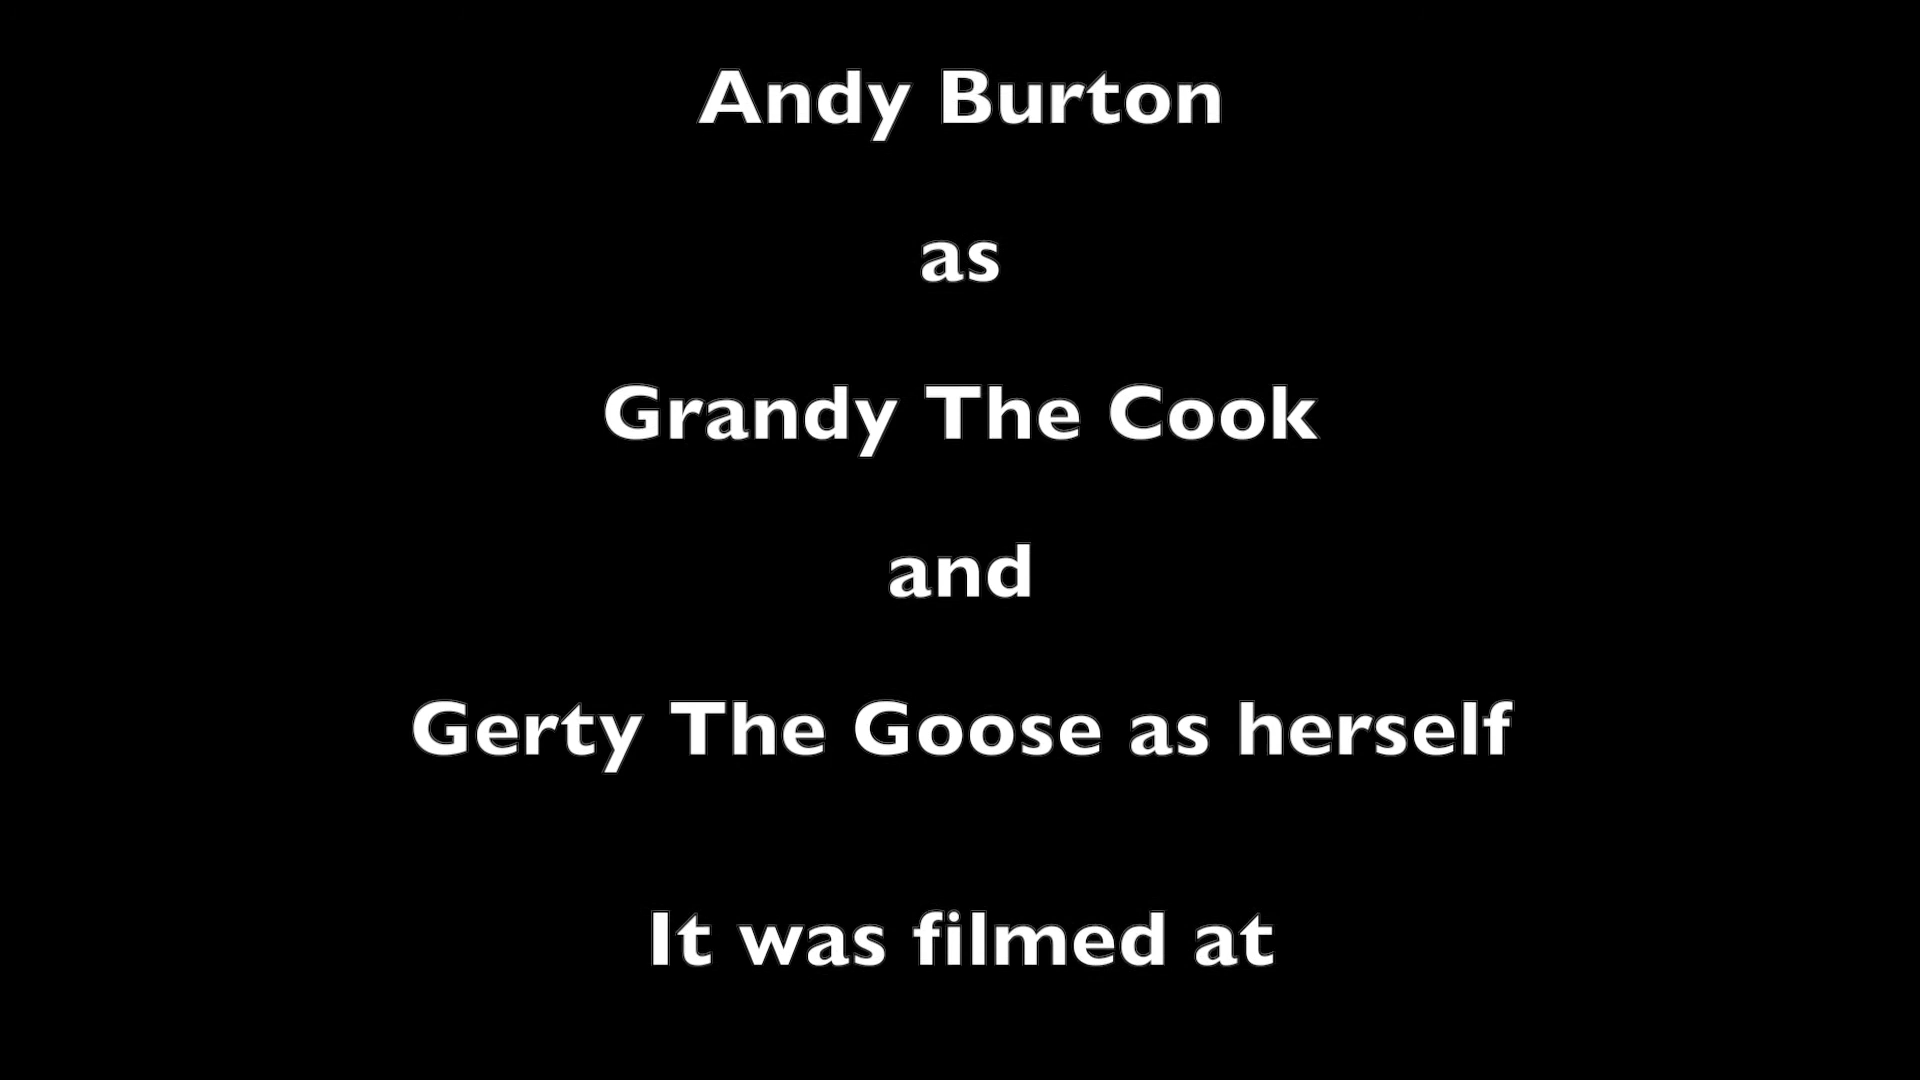 Andy Burton
as
Grandy The Cook
and
Gerty The Goose as herself
It was filmed at